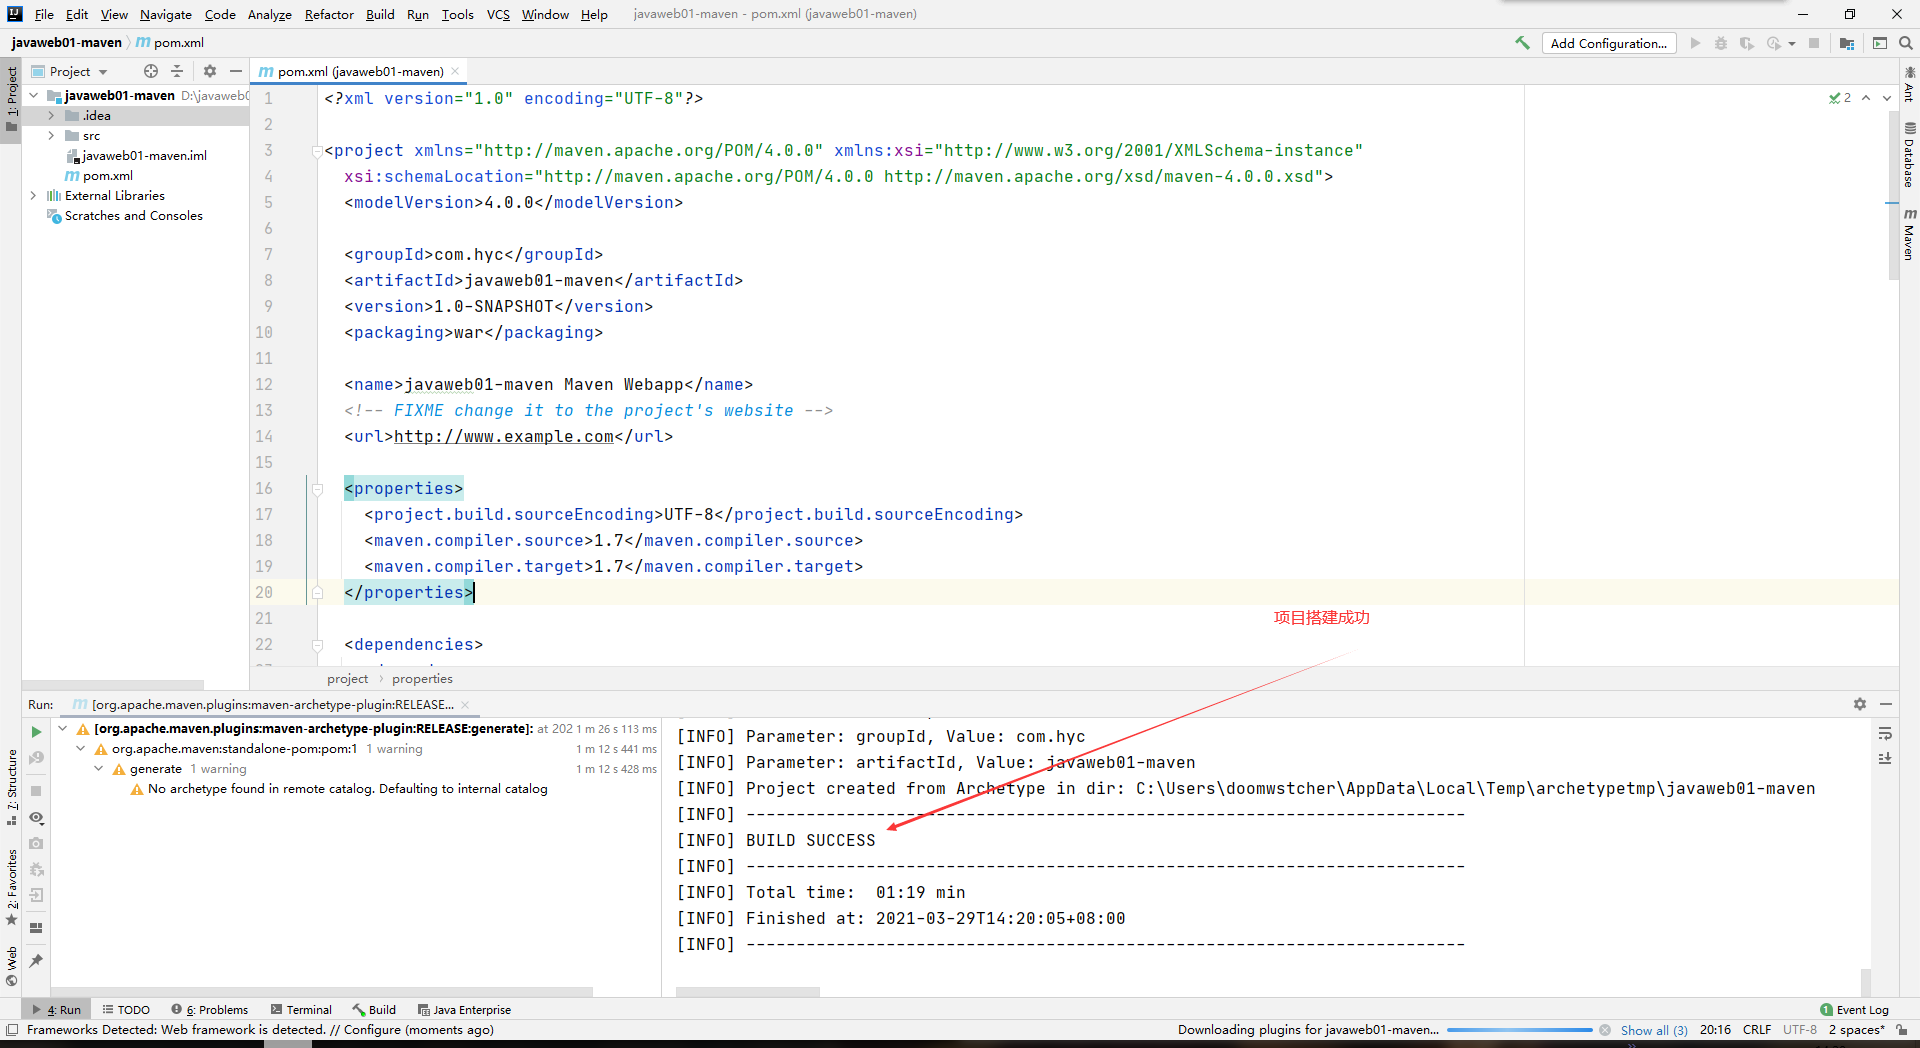 File Edit View Navigate Code Analyze Refactor Build Run Tools VCS Window Help javaweb01-maven - pom.xml (javaweb01-maven)
javaweb01-maven pom.xml
Add Configuration...
1: Project
Project
pom.xml (javaweb01-maven)
javaweb01-maven D:\javaweb0
.idea
src
javaweb01-maven.iml
pom.xml
External Libraries
Scratches and Consoles
2
Ant
Database
Maven
1 <?xml version="1.0" encoding="UTF-8"?>
2
3 <project xmlns="http://maven.apache.org/POM/4.0.0" xmlns:xsi="http://www.w3.org/2001/XMLSchema-instance"
4 xsi:schemaLocation="http://maven.apache.org/POM/4.0.0 http://maven.apache.org/xsd/maven-4.0.0.xsd">
5 <modelVersion>4.0.0</modelVersion>
6
7 <groupId>com.hyc</groupId>
8 <artifactId>javaweb01-maven</artifactId>
9 <version>1.0-SNAPSHOT</version>
10 <packaging>war</packaging>
11
12 <name>javaweb01-maven Maven Webapp</name>
13 <!-- FIXME change it to the project's website -->
14 <url>http://www.example.com</url>
15
16 <properties>
17 <project.build.sourceEncoding>UTF-8</project.build.sourceEncoding>
18 <maven.compiler.source>1.7</maven.compiler.source>
19 <maven.compiler.target>1.7</maven.compiler.target>
20 </properties>
21
22 <dependencies>
项目搭建成功
project properties
Run: [org.apache.maven.plugins:maven-archetype-plugin:RELEASE...
[org.apache.maven.plugins:maven-archetype-plugin:RELEASE:generate]: at 202 1 m 26 s 113 ms
org.apache.maven:standalone-pom:pom:1 1 warning 1 m 12 s 441 ms
generate 1 warning 1 m 12 s 428 ms
No archetype found in remote catalog. Defaulting to internal catalog
[INFO] Parameter: groupId, Value: com.hyc
[INFO] Parameter: artifactId, Value: javaweb01-maven
[INFO] Project created from Archetype in dir: C:\Users\doomwstcher\AppData\Local\Temp\archetypetmp\javaweb01-maven
[INFO] ------------------------------------------------------------------------
[INFO] BUILD SUCCESS
[INFO] ------------------------------------------------------------------------
[INFO] Total time:  01:19 min
[INFO] Finished at: 2021-03-29T14:20:05+08:00
[INFO] ------------------------------------------------------------------------
7: Structure
2: Favorites
Web
4: Run TODO 6: Problems Terminal Build Java Enterprise 1 Event Log
Frameworks Detected: Web framework is detected. // Configure (moments ago) Downloading plugins for javaweb01-maven... Show all (3) 20:16 CRLF UTF-8 2 spaces*